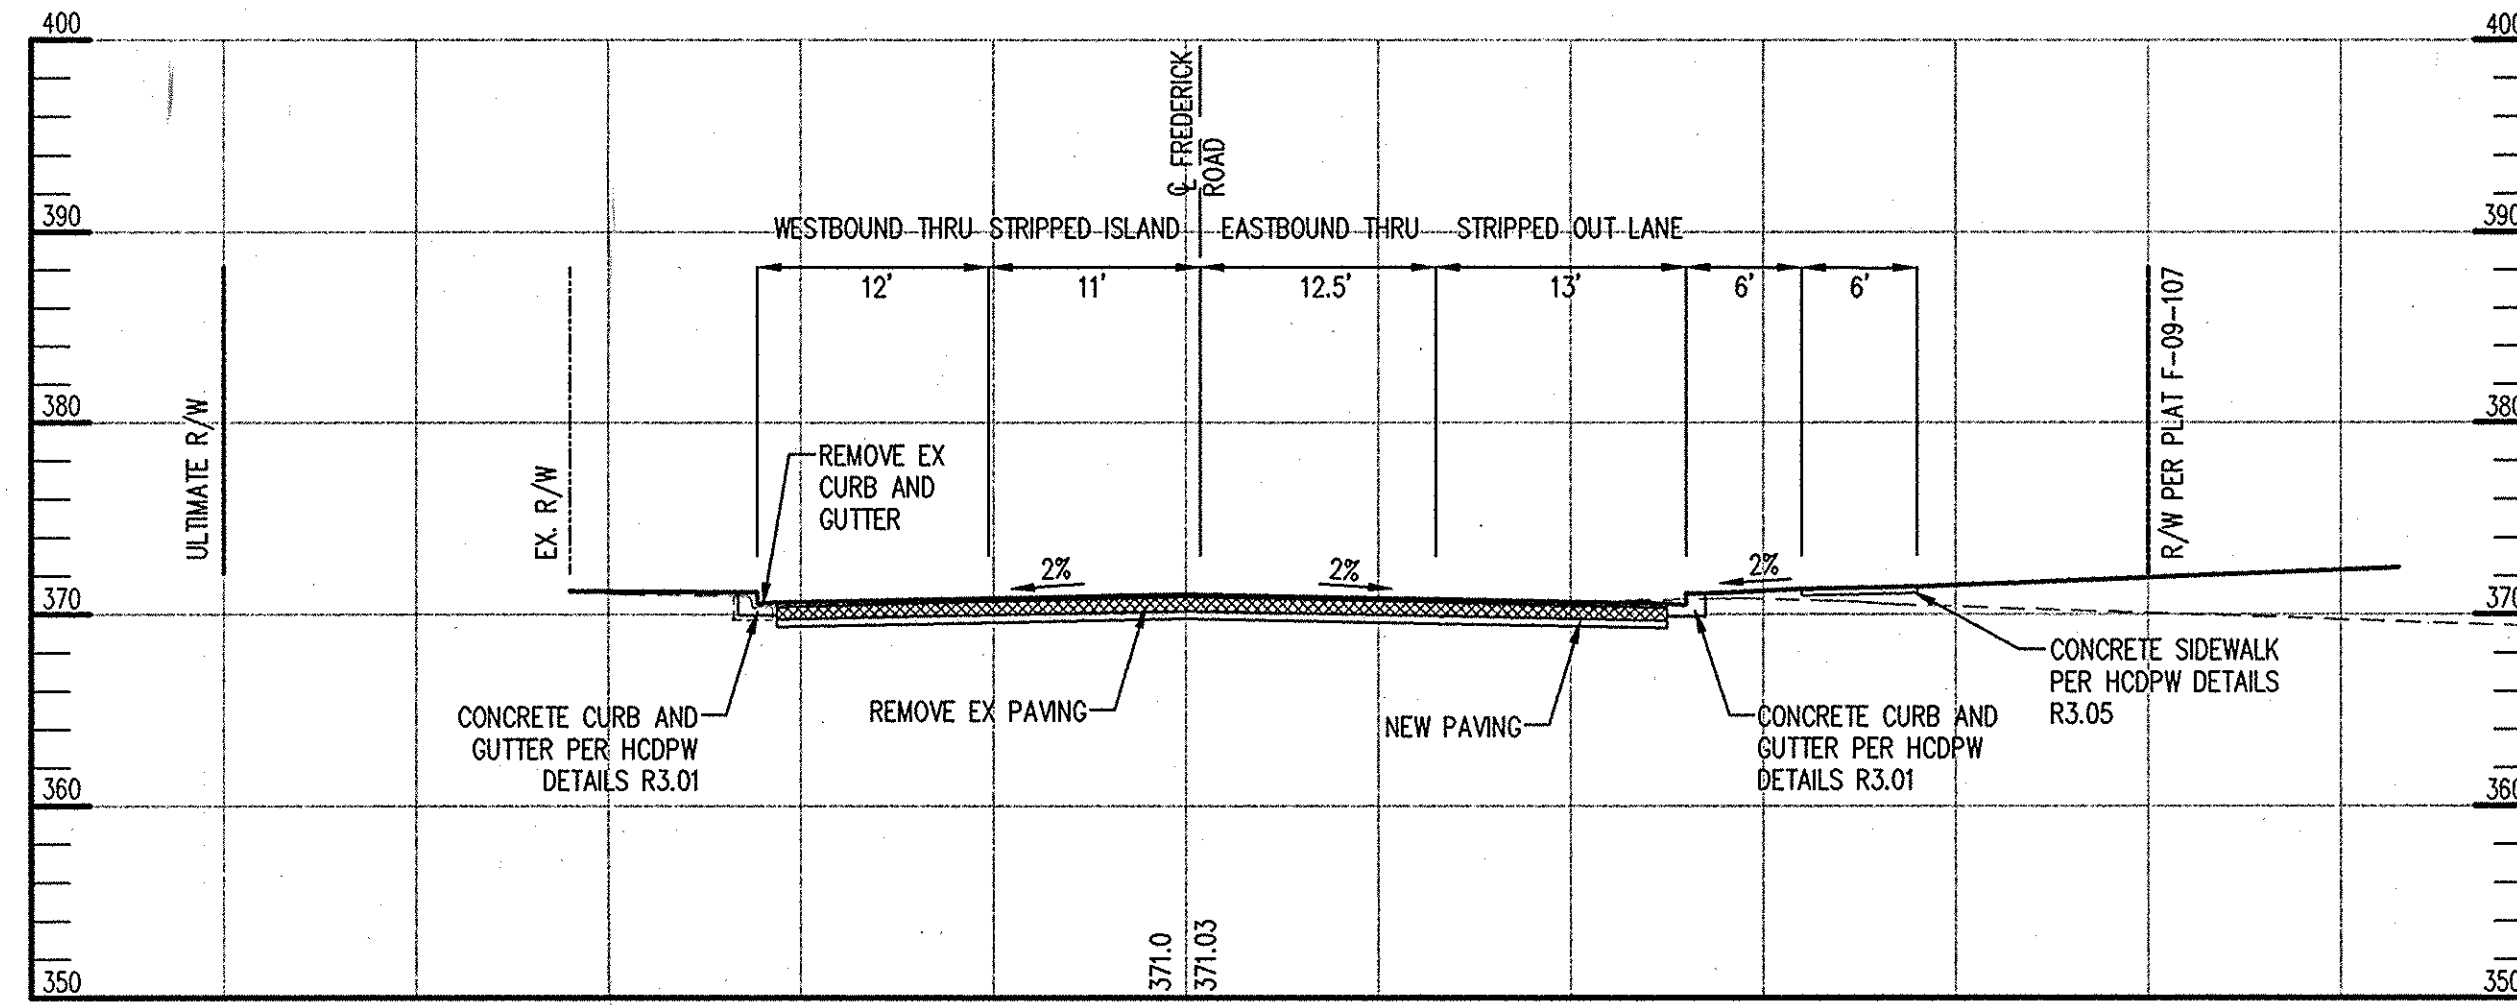 400
400
℄ FREDERICK
ROAD
390
390
WESTBOUND THRU STRIPPED ISLAND EASTBOUND THRU STRIPPED OUT LANE
12' 11' 12.5' 13' 6' 6'
380
380
ULTIMATE R/W
EX. R/W
R/W PER PLAT F-09-107
REMOVE EX
CURB AND
GUTTER
2% 2% 2%
370
370
CONCRETE CURB AND
GUTTER PER HCDPW
DETAILS R3.01
REMOVE EX PAVING
NEW PAVING
CONCRETE CURB AND
GUTTER PER HCDPW
DETAILS R3.01
CONCRETE SIDEWALK
PER HCDPW DETAILS
R3.05
360
360
371.0
371.03
350
350